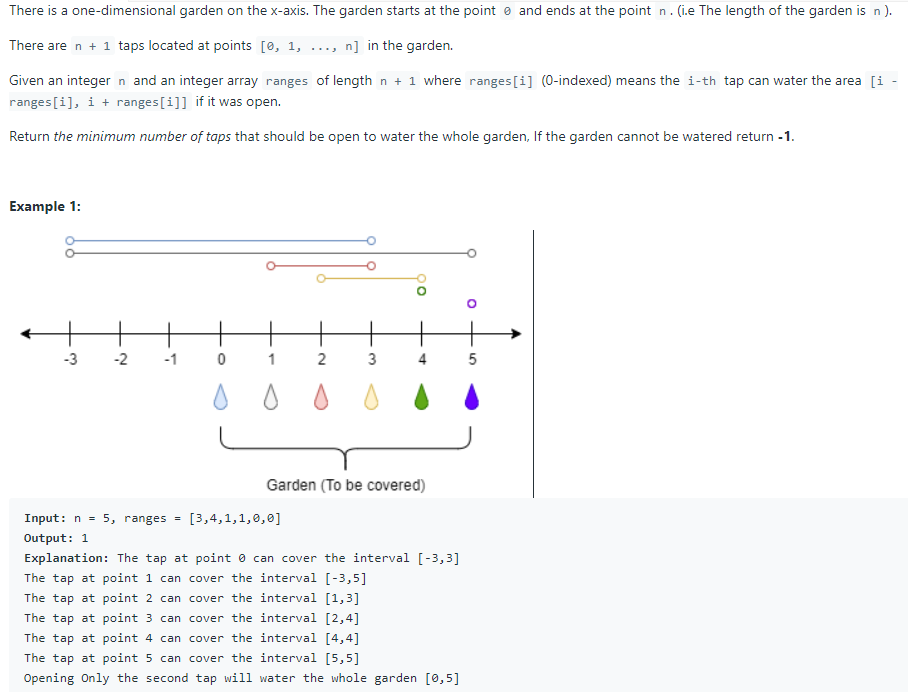 There is a one-dimensional garden on the x-axis. The garden starts at the point 0 and ends at the point n. (i.e The length of the garden is n).
There are n + 1 taps located at points [0, 1, ..., n] in the garden.
Given an integer n and an integer array ranges of length n + 1 where ranges[i] (0-indexed) means the i-th tap can water the area [i -
ranges[i], i + ranges[i]] if it was open.
Return the minimum number of taps that should be open to water the whole garden, If the garden cannot be watered return -1.
Example 1:
-3 -2 -1 0 1 2 3 4 5
Garden (To be covered)
Input: n = 5, ranges = [3,4,1,1,0,0]
Output: 1
Explanation: The tap at point 0 can cover the interval [-3,3]
The tap at point 1 can cover the interval [-3,5]
The tap at point 2 can cover the interval [1,3]
The tap at point 3 can cover the interval [2,4]
The tap at point 4 can cover the interval [4,4]
The tap at point 5 can cover the interval [5,5]
Opening Only the second tap will water the whole garden [0,5]